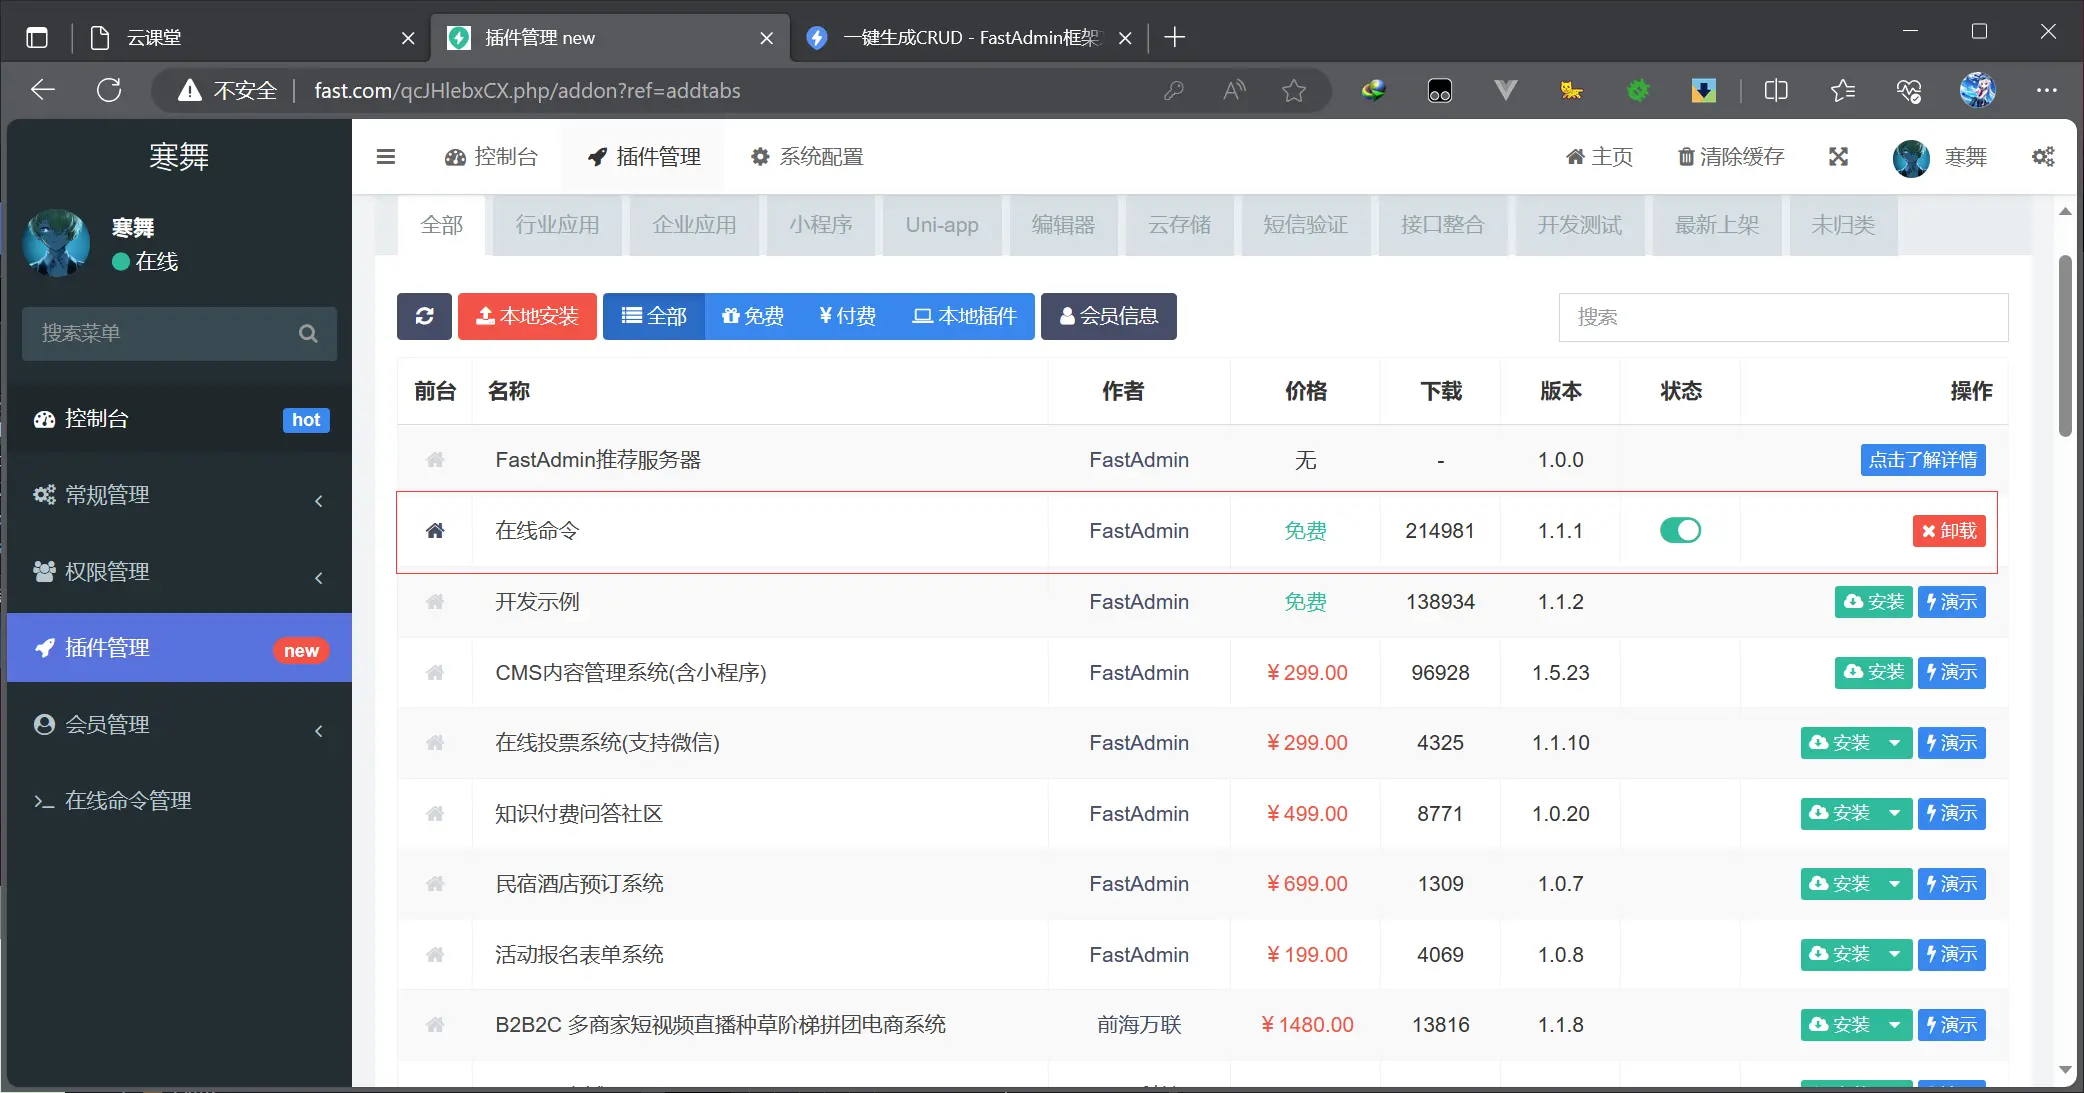 云课堂
插件管理 new
一键生成CRUD - FastAdmin框架
不安全
fast.com/qcJHlebxCX.php/addon?ref=addtabs
寒舞
控制台
插件管理
系统配置
主页
清除缓存
寒舞
寒舞
在线
搜索菜单
控制台 hot
常规管理
权限管理
插件管理 new
会员管理
在线命令管理
全部 行业应用 企业应用 小程序 Uni-app 编辑器 云存储 短信验证 接口整合 开发测试 最新上架 未归类
本地安装 全部 免费 ¥付费 本地插件 会员信息 搜索
前台 名称 作者 价格 下载 版本 状态 操作
FastAdmin推荐服务器 FastAdmin 无 - 1.0.0 点击了解详情
在线命令 FastAdmin 免费 214981 1.1.1 卸载
开发示例 FastAdmin 免费 138934 1.1.2 安装 演示
CMS内容管理系统(含小程序) FastAdmin ¥299.00 96928 1.5.23 安装 演示
在线投票系统(支持微信) FastAdmin ¥299.00 4325 1.1.10 安装 演示
知识付费问答社区 FastAdmin ¥499.00 8771 1.0.20 安装 演示
民宿酒店预订系统 FastAdmin ¥699.00 1309 1.0.7 安装 演示
活动报名表单系统 FastAdmin ¥199.00 4069 1.0.8 安装 演示
B2B2C 多商家短视频直播种草阶梯拼团电商系统 前海万联 ¥1480.00 13816 1.1.8 安装 演示